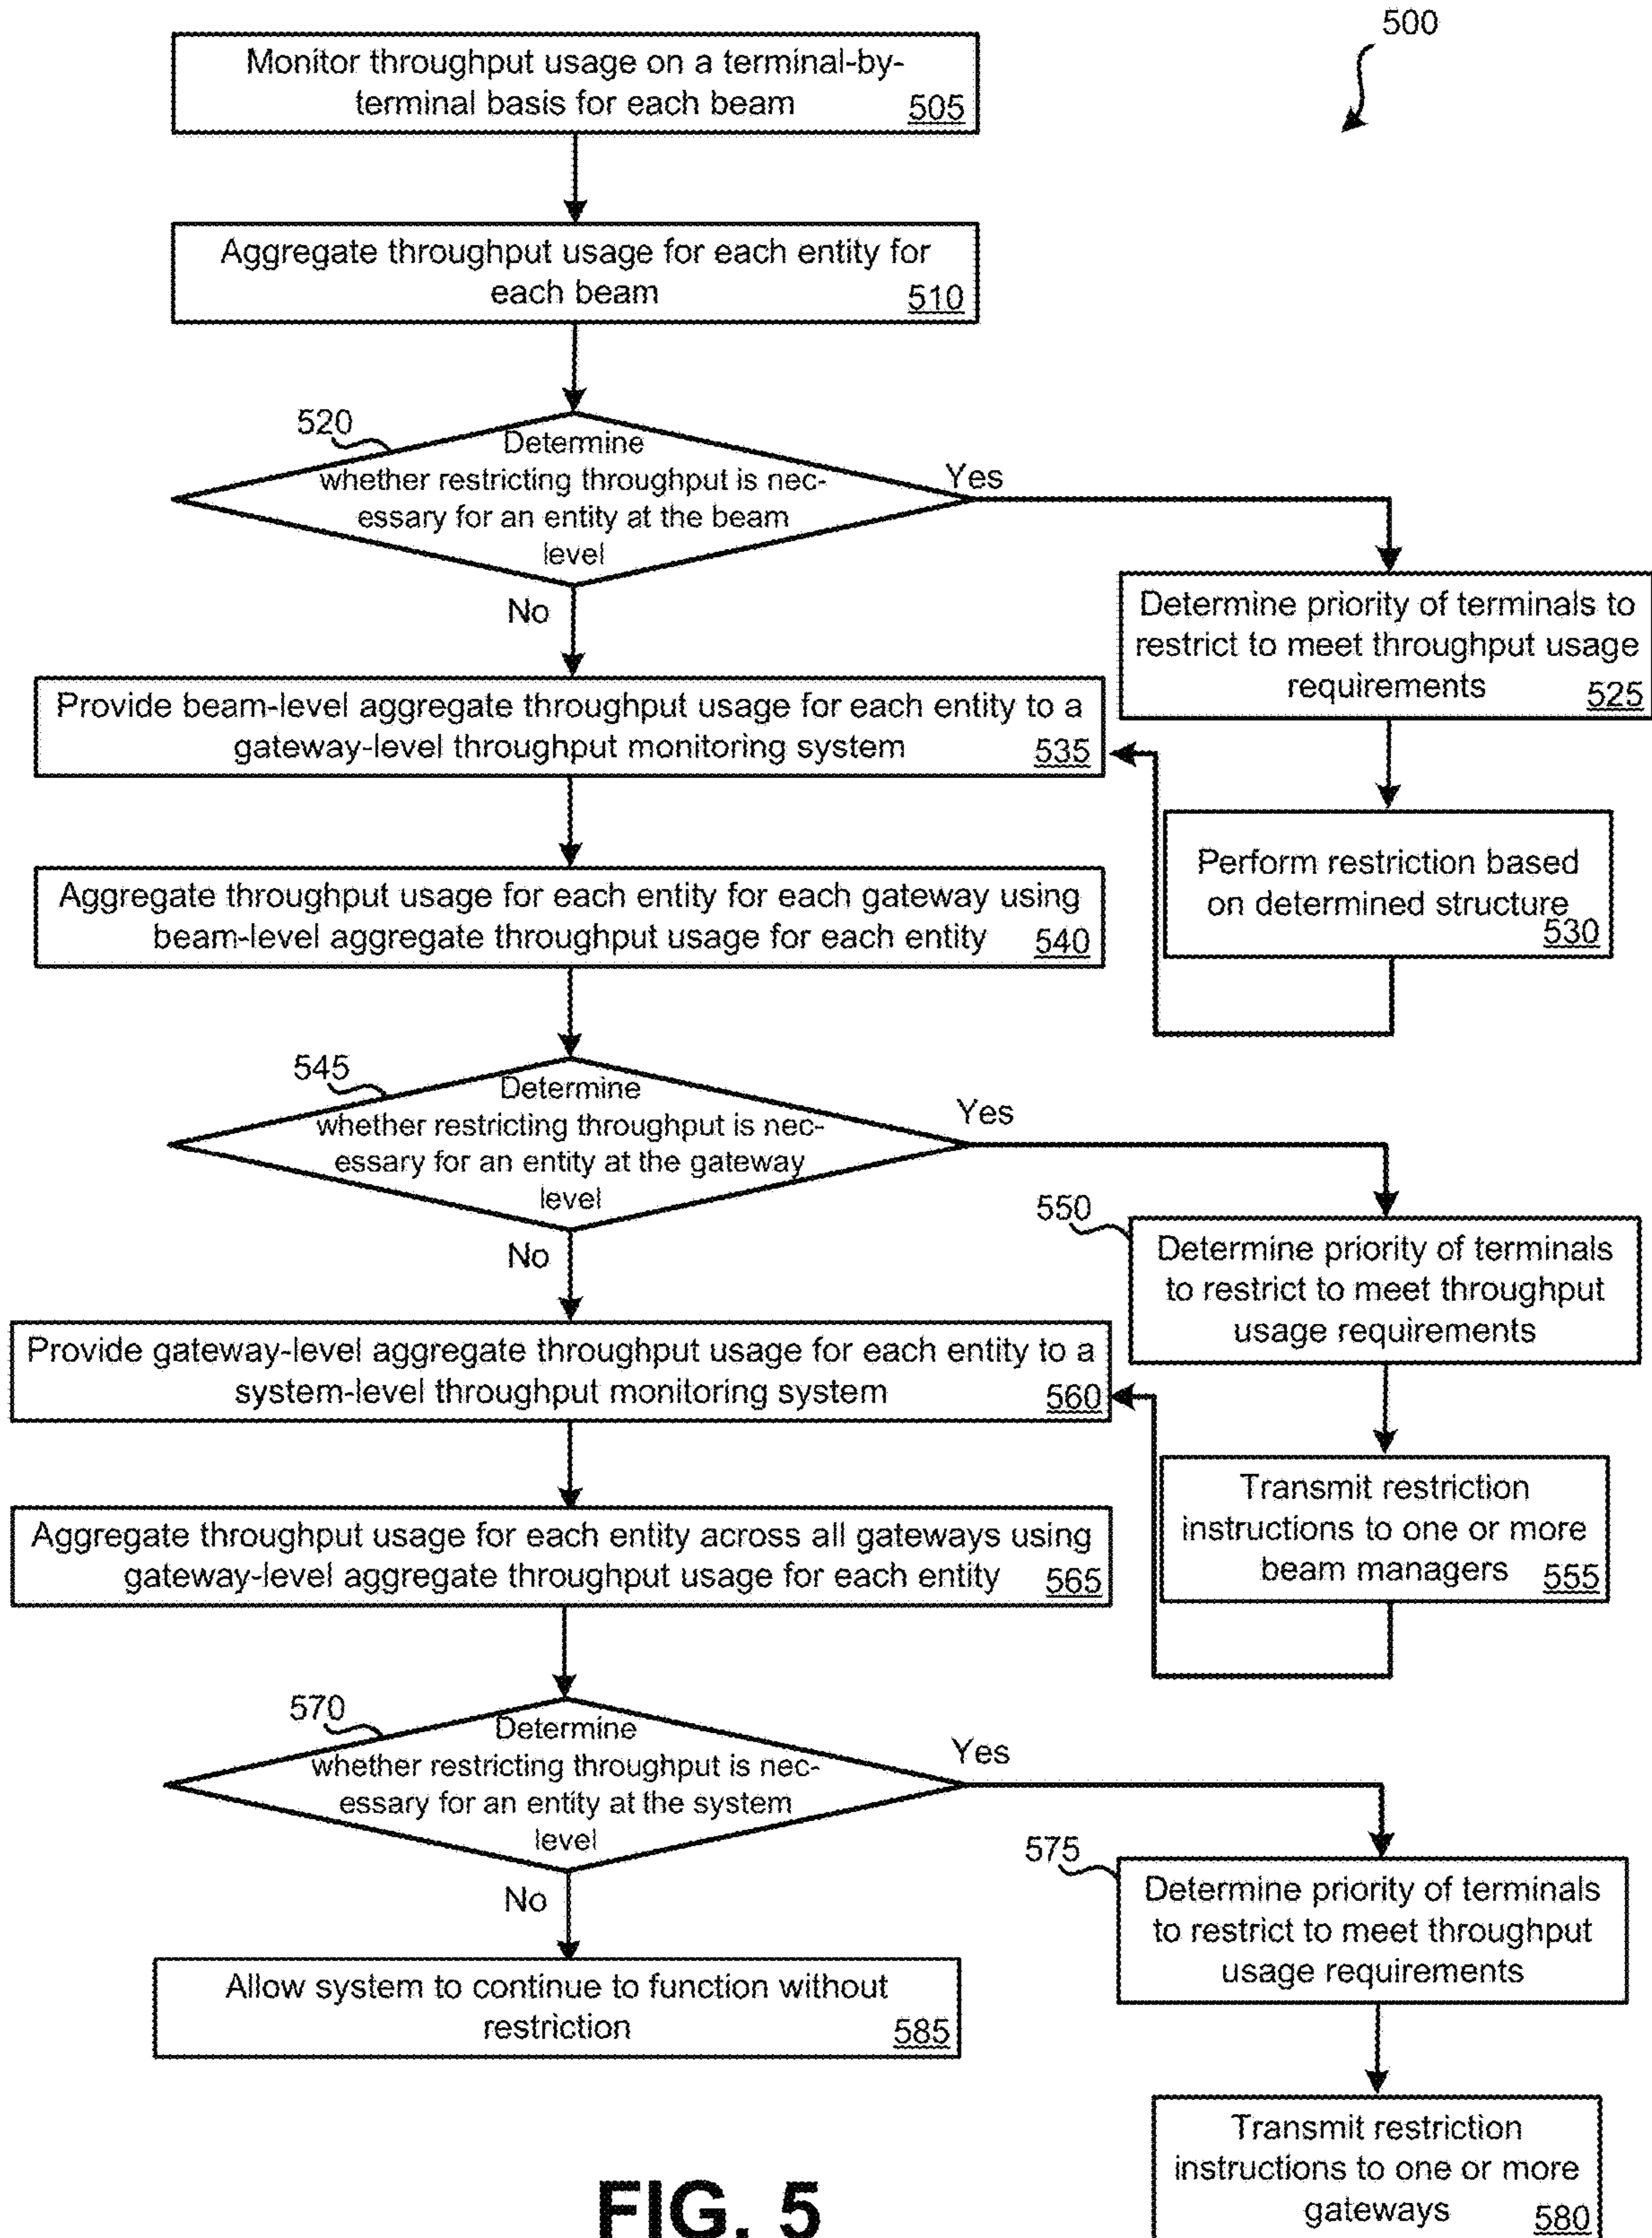 500
Monitor throughput usage on a terminal-by-
terminal basis for each beam
505
Aggregate throughput usage for each entity for
each beam
510
520
Determine
whether restricting throughput is nec-
essary for an entity at the beam
level
Yes
No
Determine priority of terminals to
restrict to meet throughput usage
requirements
525
Provide beam-level aggregate throughput usage for each entity to a
gateway-level throughput monitoring system
535
Perform restriction based
on determined structure
530
Aggregate throughput usage for each entity for each gateway using
beam-level aggregate throughput usage for each entity
540
545
Determine
whether restricting throughput is nec-
essary for an entity at the gateway
level
Yes
No
550
Determine priority of terminals
to restrict to meet throughput
usage requirements
Provide gateway-level aggregate throughput usage for each entity to a
system-level throughput monitoring system
560
Transmit restriction
instructions to one or more
beam managers
555
Aggregate throughput usage for each entity across all gateways using
gateway-level aggregate throughput usage for each entity
565
570
Determine
whether restricting throughput is nec-
essary for an entity at the system
level
Yes
No
575
Determine priority of terminals
to restrict to meet throughput
usage requirements
Allow system to continue to function without
restriction
585
Transmit restriction
instructions to one or more
gateways
580
FIG. 5